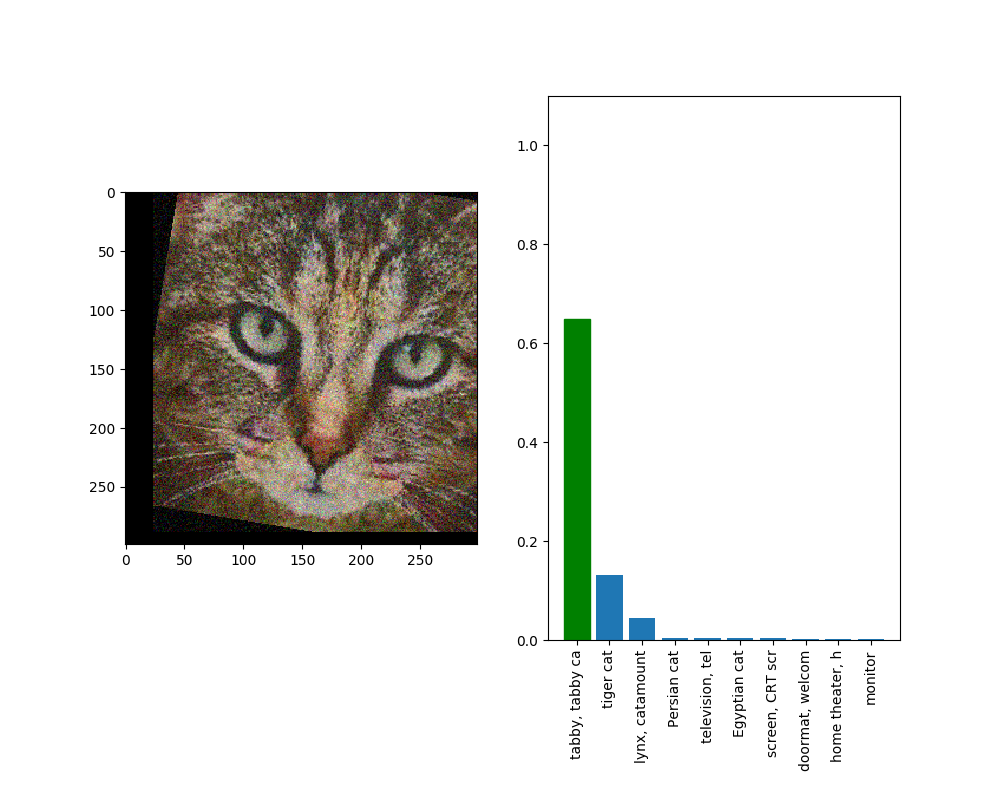 0
50
100
150
200
250
0 50 100 150 200 250
1.0
0.8
0.6
0.4
0.2
0.0
tabby, tabby ca
tiger cat
lynx, catamount
Persian cat
television, tel
Egyptian cat
screen, CRT scr
doormat, welcom
home theater, h
monitor